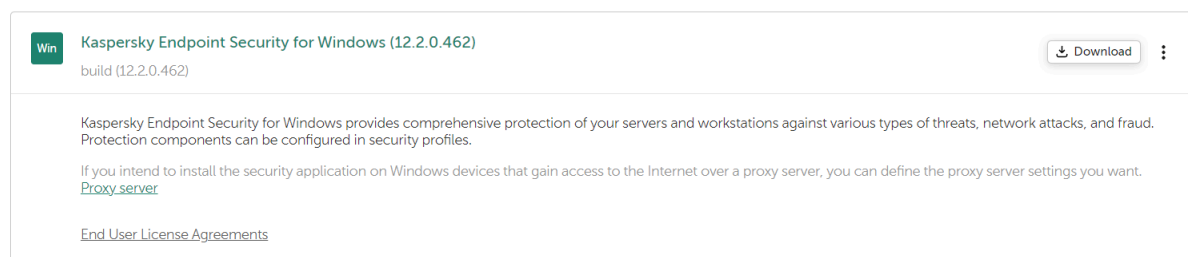 Win
Kaspersky Endpoint Security for Windows (12.2.0.462)
build (12.2.0.462)
Download
Kaspersky Endpoint Security for Windows provides comprehensive protection of your servers and workstations against various types of threats, network attacks, and fraud.
Protection components can be configured in security profiles.
If you intend to install the security application on Windows devices that gain access to the Internet over a proxy server, you can define the proxy server settings you want.
Proxy server
End User License Agreements